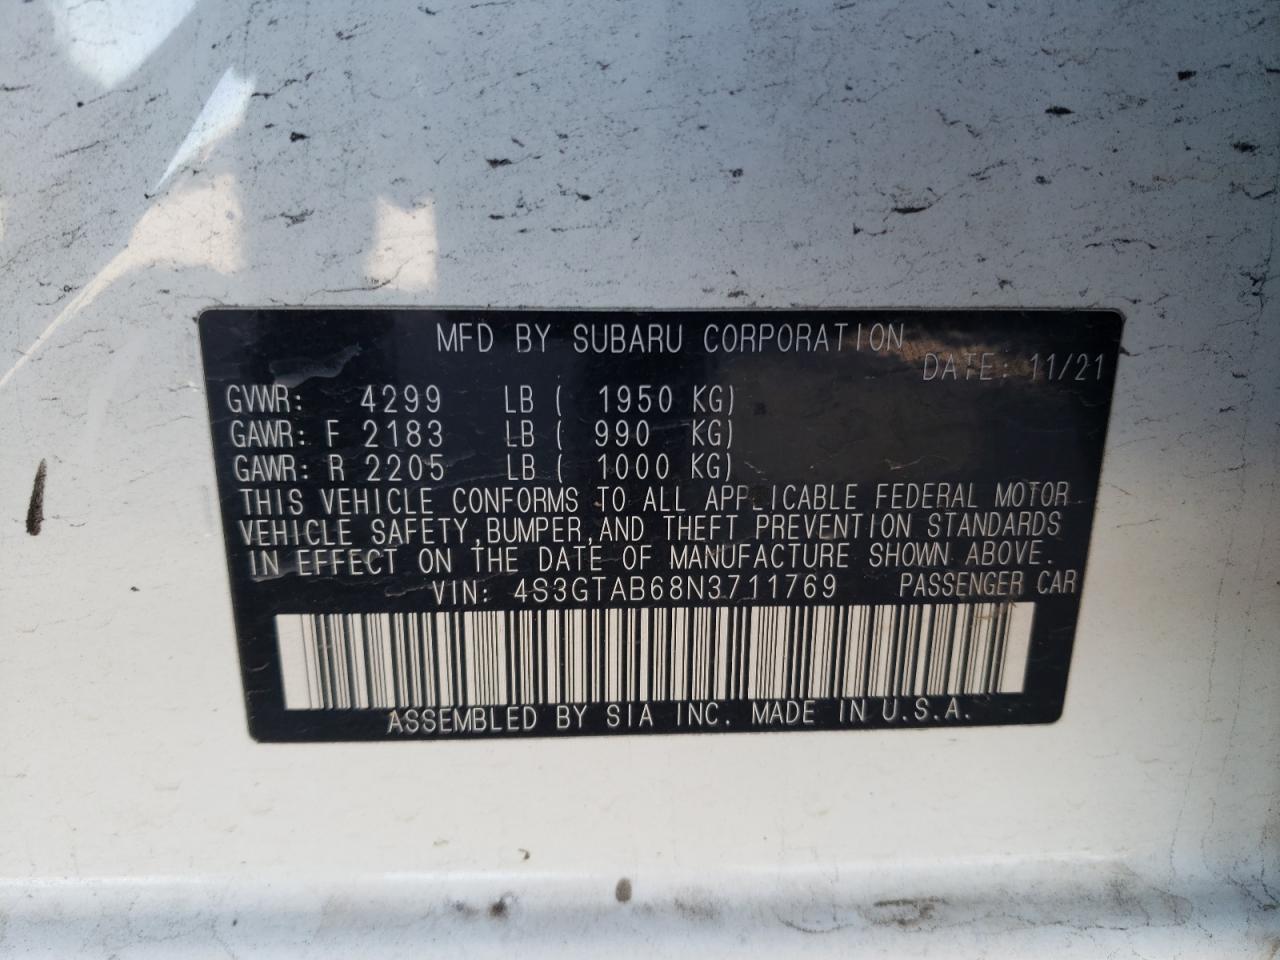 MFD BY SUBARU CORPORATION
DATE: 11/21
GVWR: 4299 LB ( 1950 KG)
GAWR: F 2183 LB ( 990 KG)
GAWR: R 2205 LB ( 1000 KG)
THIS VEHICLE CONFORMS TO ALL APPLICABLE FEDERAL MOTOR
VEHICLE SAFETY, BUMPER, AND THEFT PREVENTION STANDARDS
IN EFFECT ON THE DATE OF MANUFACTURE SHOWN ABOVE.
VIN: 4S3GTAB68N3711769 PASSENGER CAR
ASSEMBLED BY SIA INC. MADE IN U.S.A.